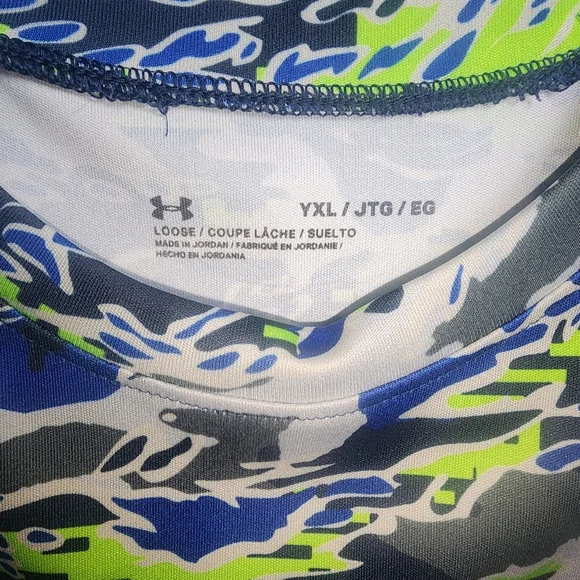 YXL / JTG / EG
LOOSE / COUPE LÂCHE / SUELTO
MADE IN JORDAN / FABRIQUÉ EN JORDANIE /
HECHO EN JORDANIA